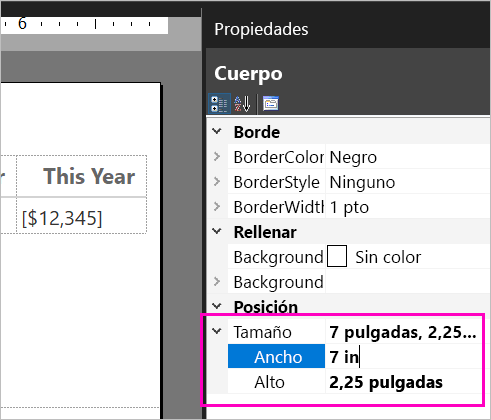 6
Propiedades
Cuerpo
Borde
BorderColor Negro
BorderStyle Ninguno
BorderWidth 1 pto
Rellenar
Background Sin color
Background
Posición
Tamaño 7 pulgadas, 2,25...
Ancho 7 in
Alto 2,25 pulgadas
r This Year
[$12,345]